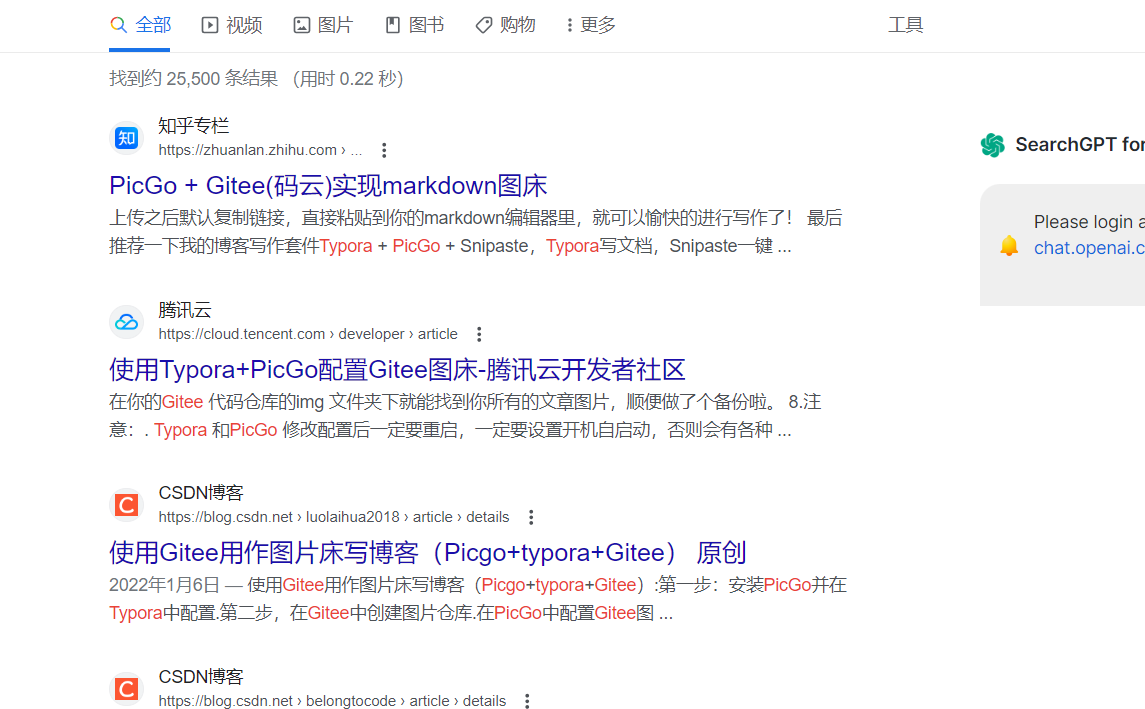 全部 视频 图片 图书 购物 更多 工具
找到约 25,500 条结果 （用时 0.22 秒）
知 知乎专栏
https://zhuanlan.zhihu.com › ...
PicGo + Gitee(码云)实现markdown图床
上传之后默认复制链接，直接粘贴到你的markdown编辑器里，就可以愉快的进行写作了！ 最后
推荐一下我的博客写作套件Typora + PicGo + Snipaste，Typora写文档，Snipaste一键 ...
腾讯云
https://cloud.tencent.com › developer › article
使用Typora+PicGo配置Gitee图床-腾讯云开发者社区
在你的Gitee 代码仓库的img 文件夹下就能找到你所有的文章图片，顺便做了个备份啦。 8.注
意：. Typora 和PicGo 修改配置后一定要重启，一定要设置开机自启动，否则会有各种 ...
C CSDN博客
https://blog.csdn.net › luolaihua2018 › article › details
使用Gitee用作图片床写博客（Picgo+typora+Gitee） 原创
2022年1月6日 — 使用Gitee用作图片床写博客（Picgo+typora+Gitee）:第一步：安装PicGo并在
Typora中配置.第二步，在Gitee中创建图片仓库.在PicGo中配置Gitee图 ...
C CSDN博客
https://blog.csdn.net › belongtocode › article › details
SearchGPT for
Please login a
chat.openai.c